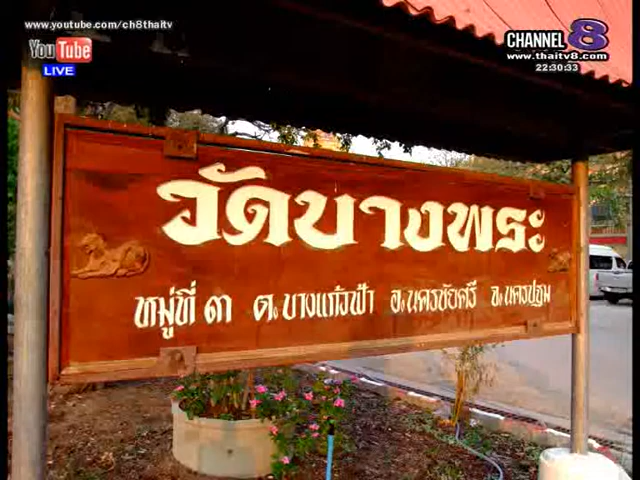 www.youtube.com/ch8thaitv
YouTube
LIVE
CHANNEL 8
www.thaitv8.com
22:30:33
วัดบางพระ
หมู่ที่ ๓ ต.บางแก้วฟ้า อ.นครชัยศรี จ.นครปฐม